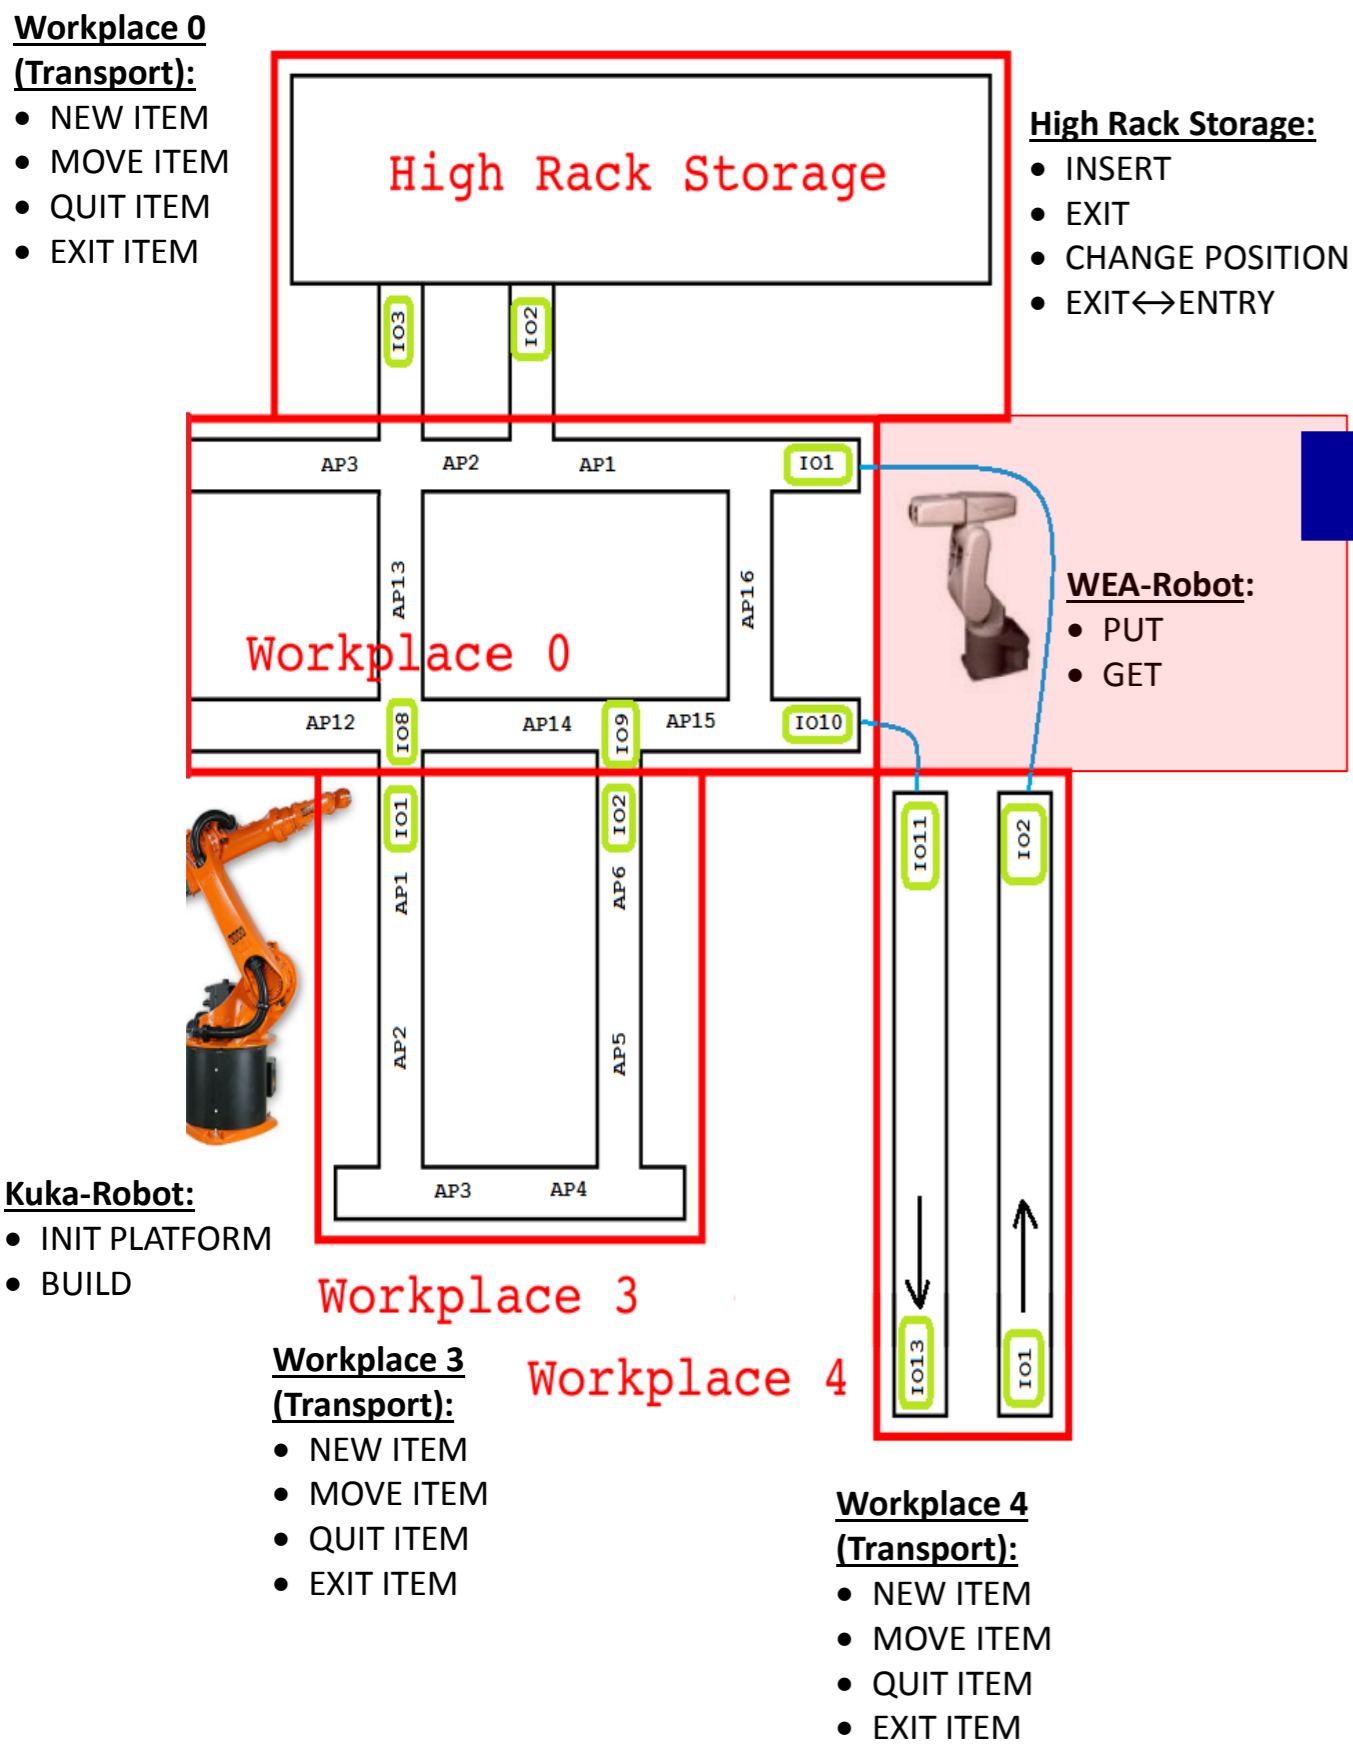 Workplace 0
(Transport):
• NEW ITEM
• MOVE ITEM
• QUIT ITEM
• EXIT ITEM
High Rack Storage
High Rack Storage:
• INSERT
• EXIT
• CHANGE POSITION
• EXIT↔ENTRY
IO3
IO2
AP3
AP2
AP1
IO1
AP13
AP16
Workplace 0
WEA-Robot:
• PUT
• GET
AP12
IO8
AP14
IO9
AP15
IO10
IO1
IO2
IO11
IO2
AP1
AP6
AP2
AP5
AP3
AP4
Kuka-Robot:
• INIT PLATFORM
• BUILD
Workplace 3
IO13
IO1
Workplace 3
(Transport):
• NEW ITEM
• MOVE ITEM
• QUIT ITEM
• EXIT ITEM
Workplace 4
Workplace 4
(Transport):
• NEW ITEM
• MOVE ITEM
• QUIT ITEM
• EXIT ITEM